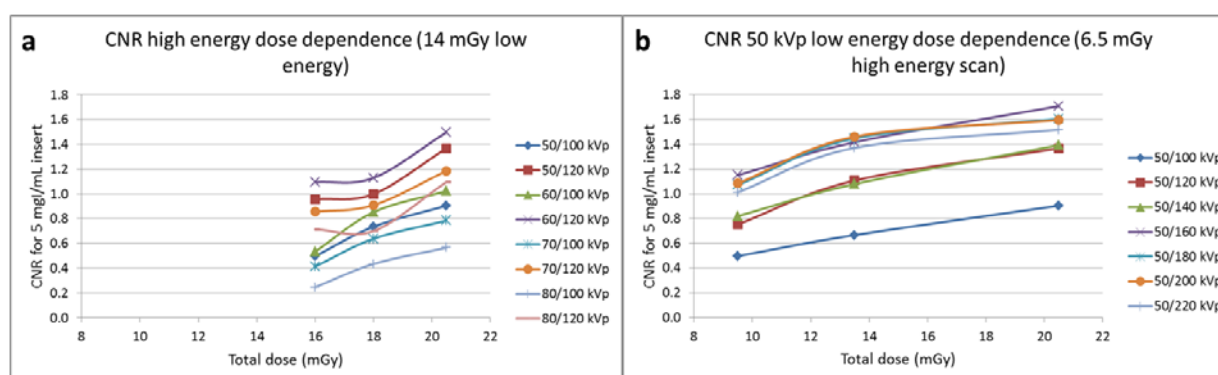 a
CNR high energy dose dependence (14 mGy low
energy)
CNR for 5 mgI/mL insert
1.8
1.6
1.4
1.2
1.0
0.8
0.6
0.4
0.2
0.0
8 10 12 14 16 18 20 22
Total dose (mGy)
50/100 kVp
50/120 kVp
60/100 kVp
60/120 kVp
70/100 kVp
70/120 kVp
80/100 kVp
80/120 kVp
b
CNR 50 kVp low energy dose dependence (6.5 mGy
high energy scan)
CNR for 5 mgI/mL insert
1.8
1.6
1.4
1.2
1.0
0.8
0.6
0.4
0.2
0.0
8 10 12 14 16 18 20 22
Total dose (mGy)
50/100 kVp
50/120 kVp
50/140 kVp
50/160 kVp
50/180 kVp
50/200 kVp
50/220 kVp